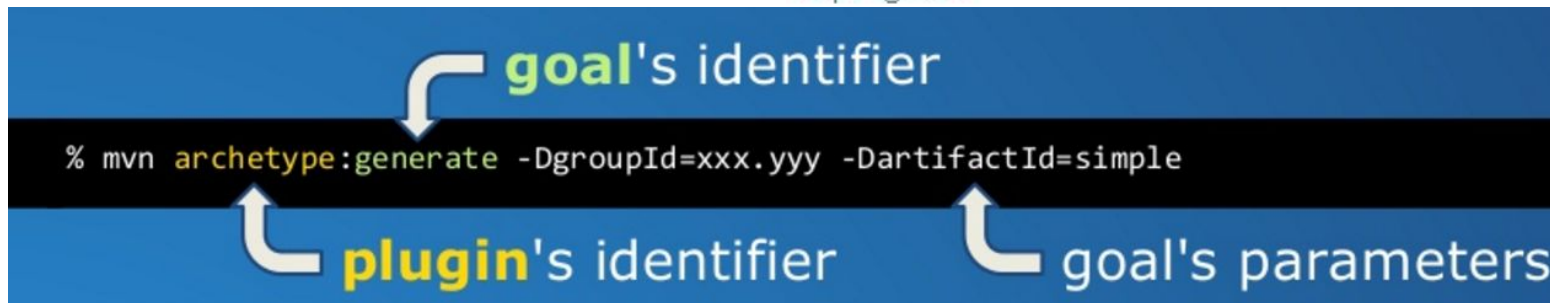 goal's identifier
% mvn archetype:generate -DgroupId=xxx.yyy -DartifactId=simple
plugin's identifier
goal's parameters